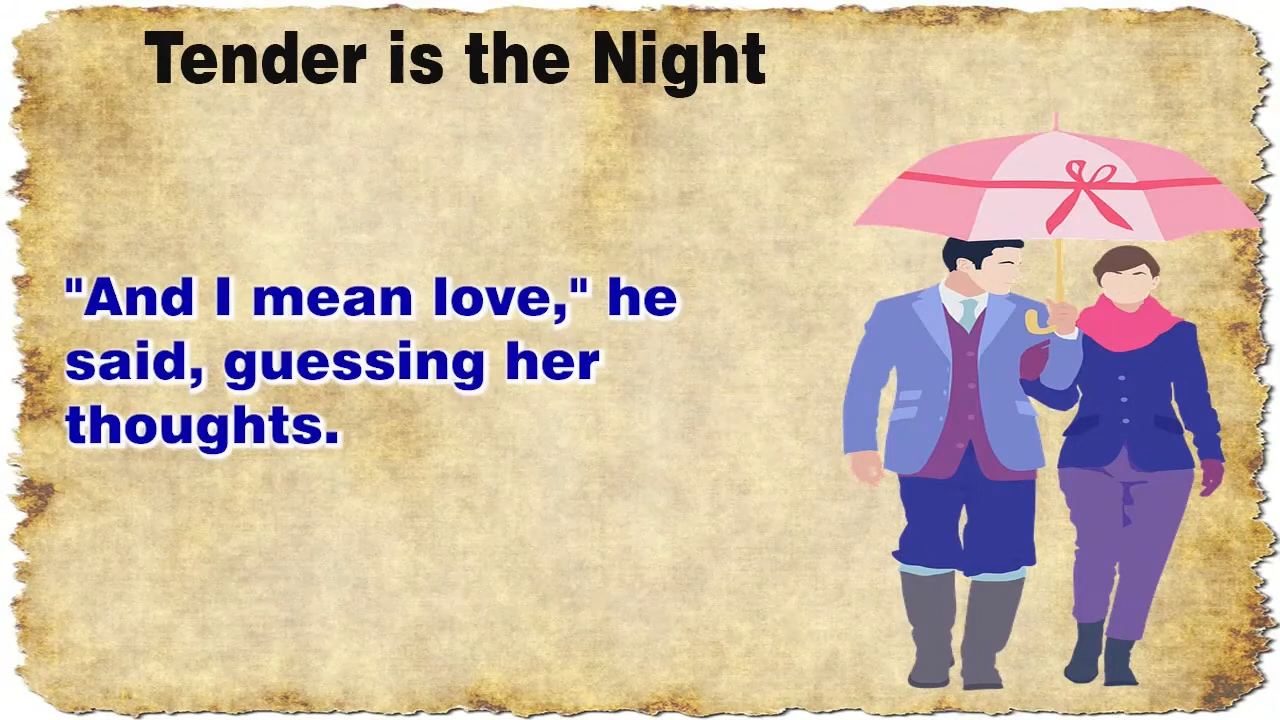 Tender is the Night
"And I mean love," he
said, guessing her
thoughts.